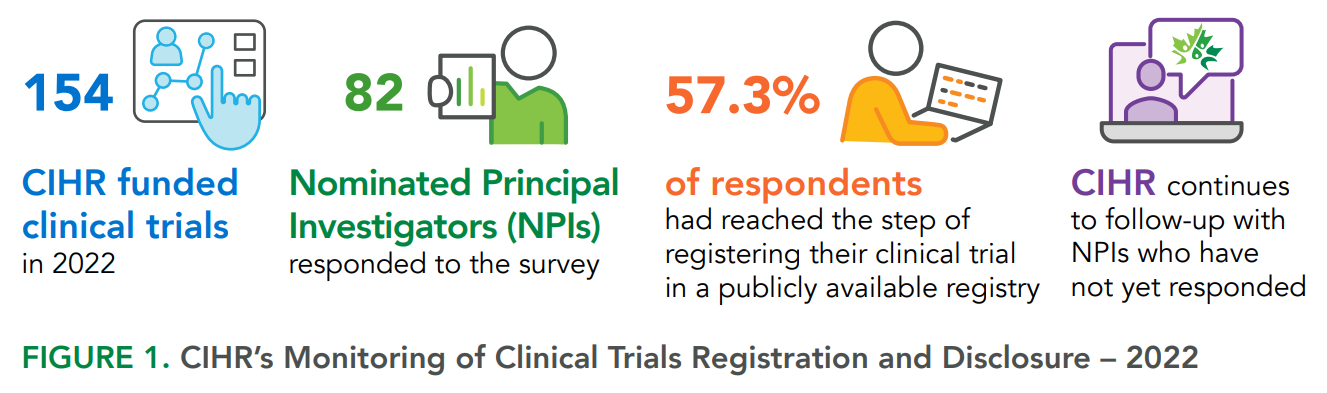 154
CIHR funded
clinical trials
in 2022
82
Nominated Principal
Investigators (NPIs)
responded to the survey
57.3%
of respondents
had reached the step of
registering their clinical trial
in a publicly available registry
CIHR continues
to follow-up with
NPIs who have
not yet responded
FIGURE 1. CIHR’s Monitoring of Clinical Trials Registration and Disclosure – 2022